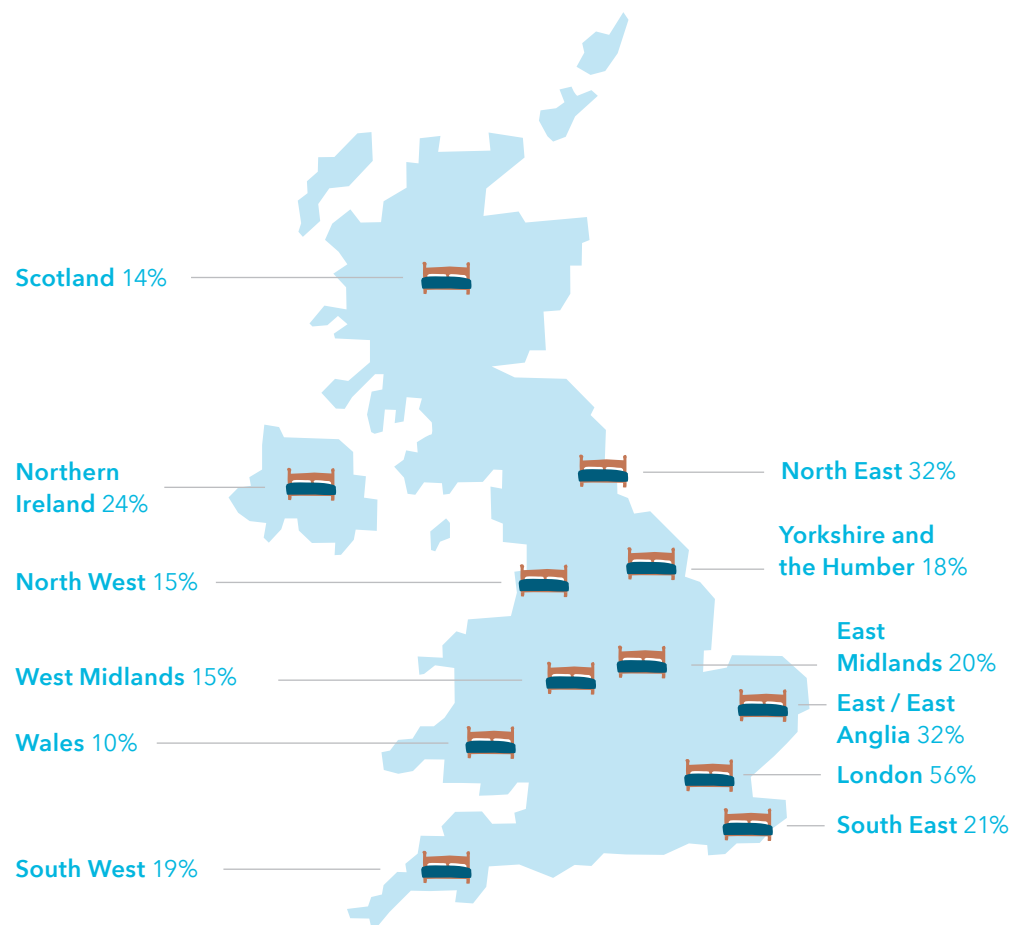 Scotland 14%
Northern
Ireland 24%
North West 15%
West Midlands 15%
Wales 10%
South West 19%
North East 32%
Yorkshire and
the Humber 18%
East
Midlands 20%
East / East
Anglia 32%
London 56%
South East 21%